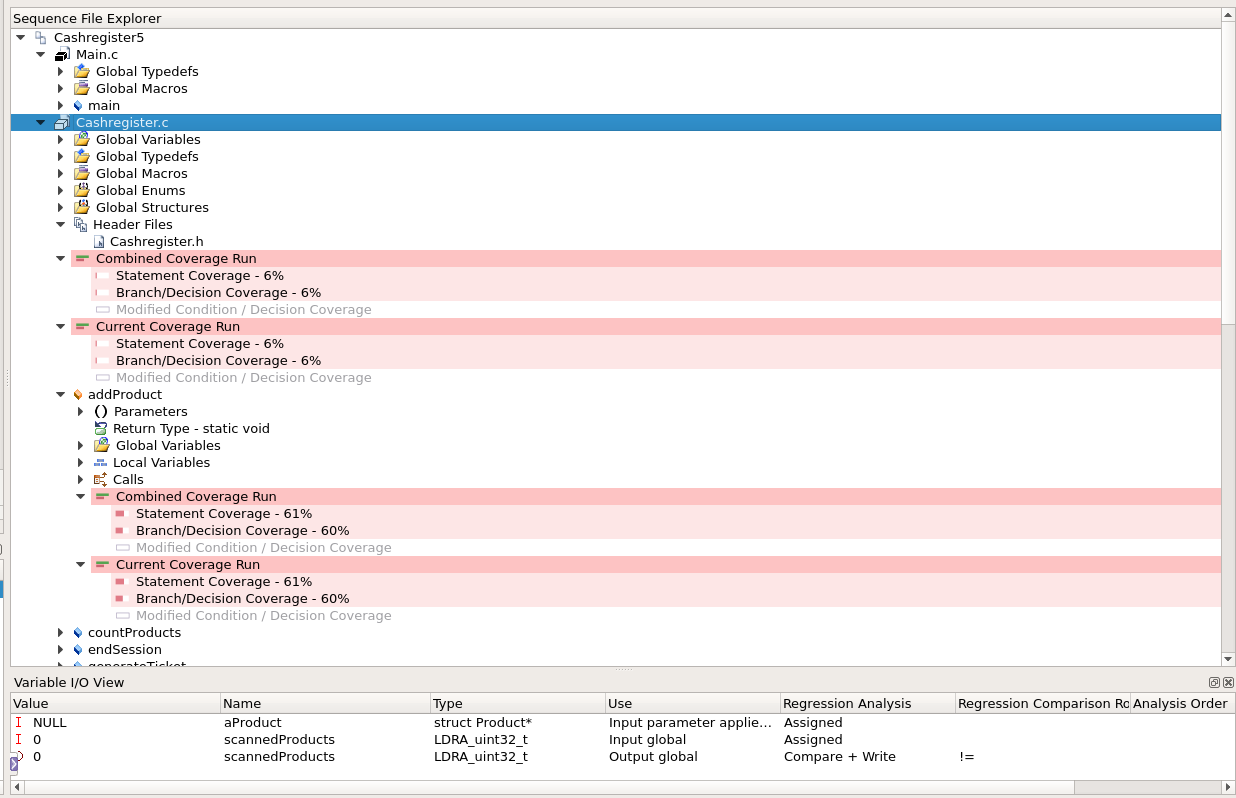 Sequence File Explorer
Cashregister5
Main.c
Global Typedefs
Global Macros
main
Cashregister.c
Global Variables
Global Typedefs
Global Macros
Global Enums
Global Structures
Header Files
Cashregister.h
Combined Coverage Run
Statement Coverage - 6%
Branch/Decision Coverage - 6%
Modified Condition / Decision Coverage
Current Coverage Run
Statement Coverage - 6%
Branch/Decision Coverage - 6%
Modified Condition / Decision Coverage
addProduct
() Parameters
Return Type - static void
Global Variables
Local Variables
Calls
Combined Coverage Run
Statement Coverage - 61%
Branch/Decision Coverage - 60%
Modified Condition / Decision Coverage
Current Coverage Run
Statement Coverage - 61%
Branch/Decision Coverage - 60%
Modified Condition / Decision Coverage
countProducts
endSession
generateTicket
Variable I/O View
Value Name Type Use Regression Analysis Regression Comparison Ro Analysis Order
I NULL aProduct struct Product* Input parameter applie... Assigned
I 0 scannedProducts LDRA_uint32_t Input global Assigned
0 scannedProducts LDRA_uint32_t Output global Compare + Write !=